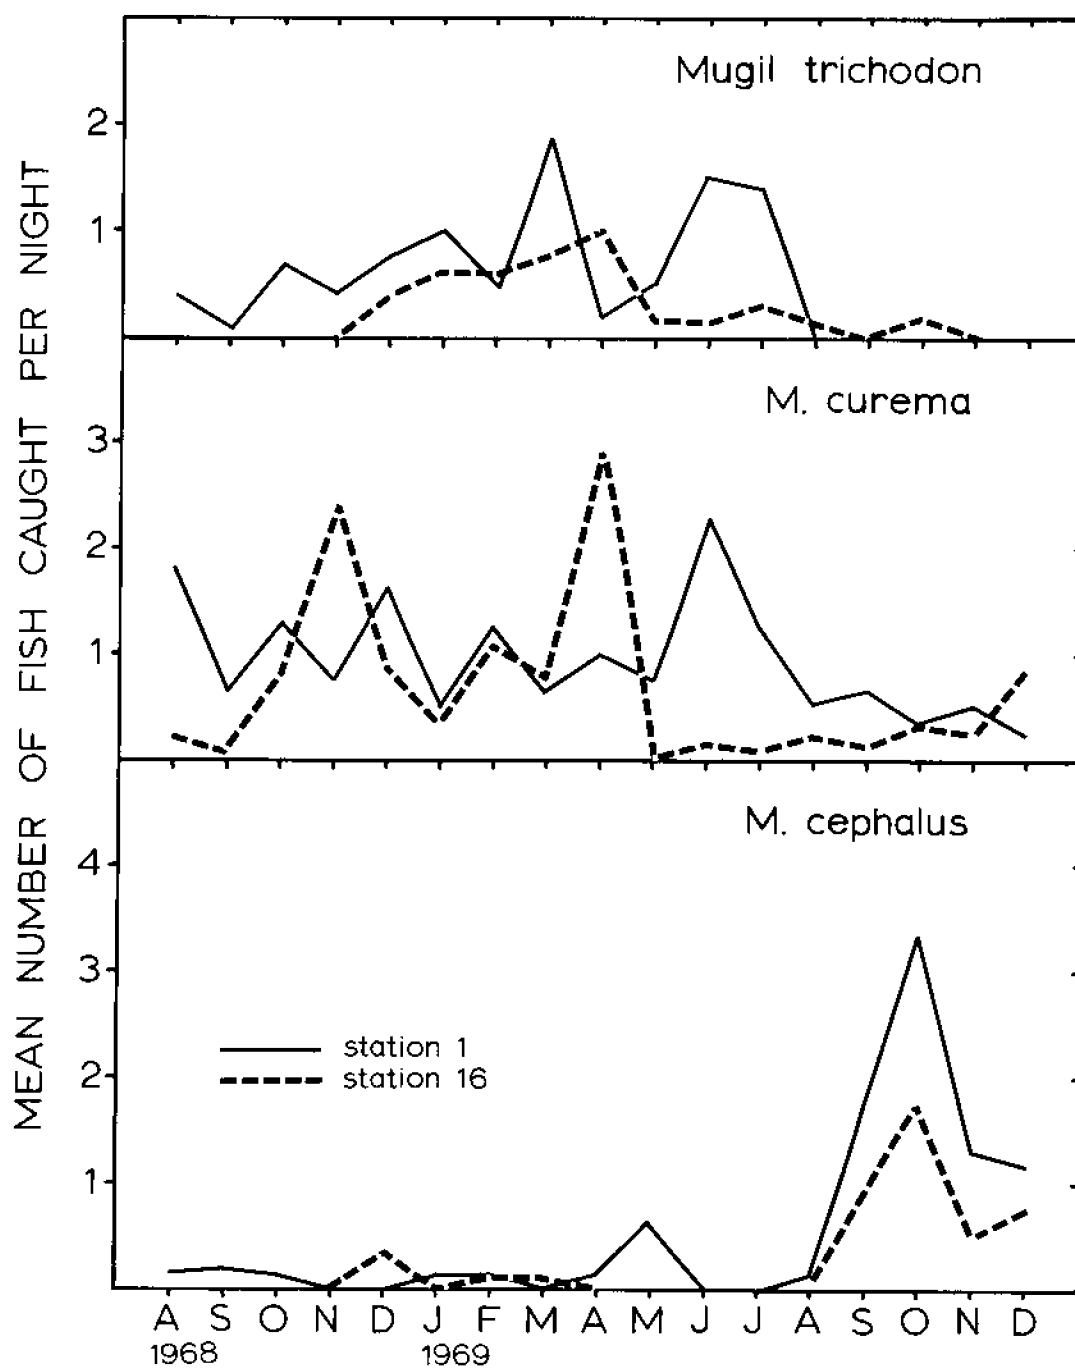 MEAN NUMBER OF FISH CAUGHT PER NIGHT
Mugil trichodon
2
1
M. curema
3
2
1
M. cephalus
4
3
2
1
station 1
station 16
A S O N D J F M A M J J A S O N D
1968 1969